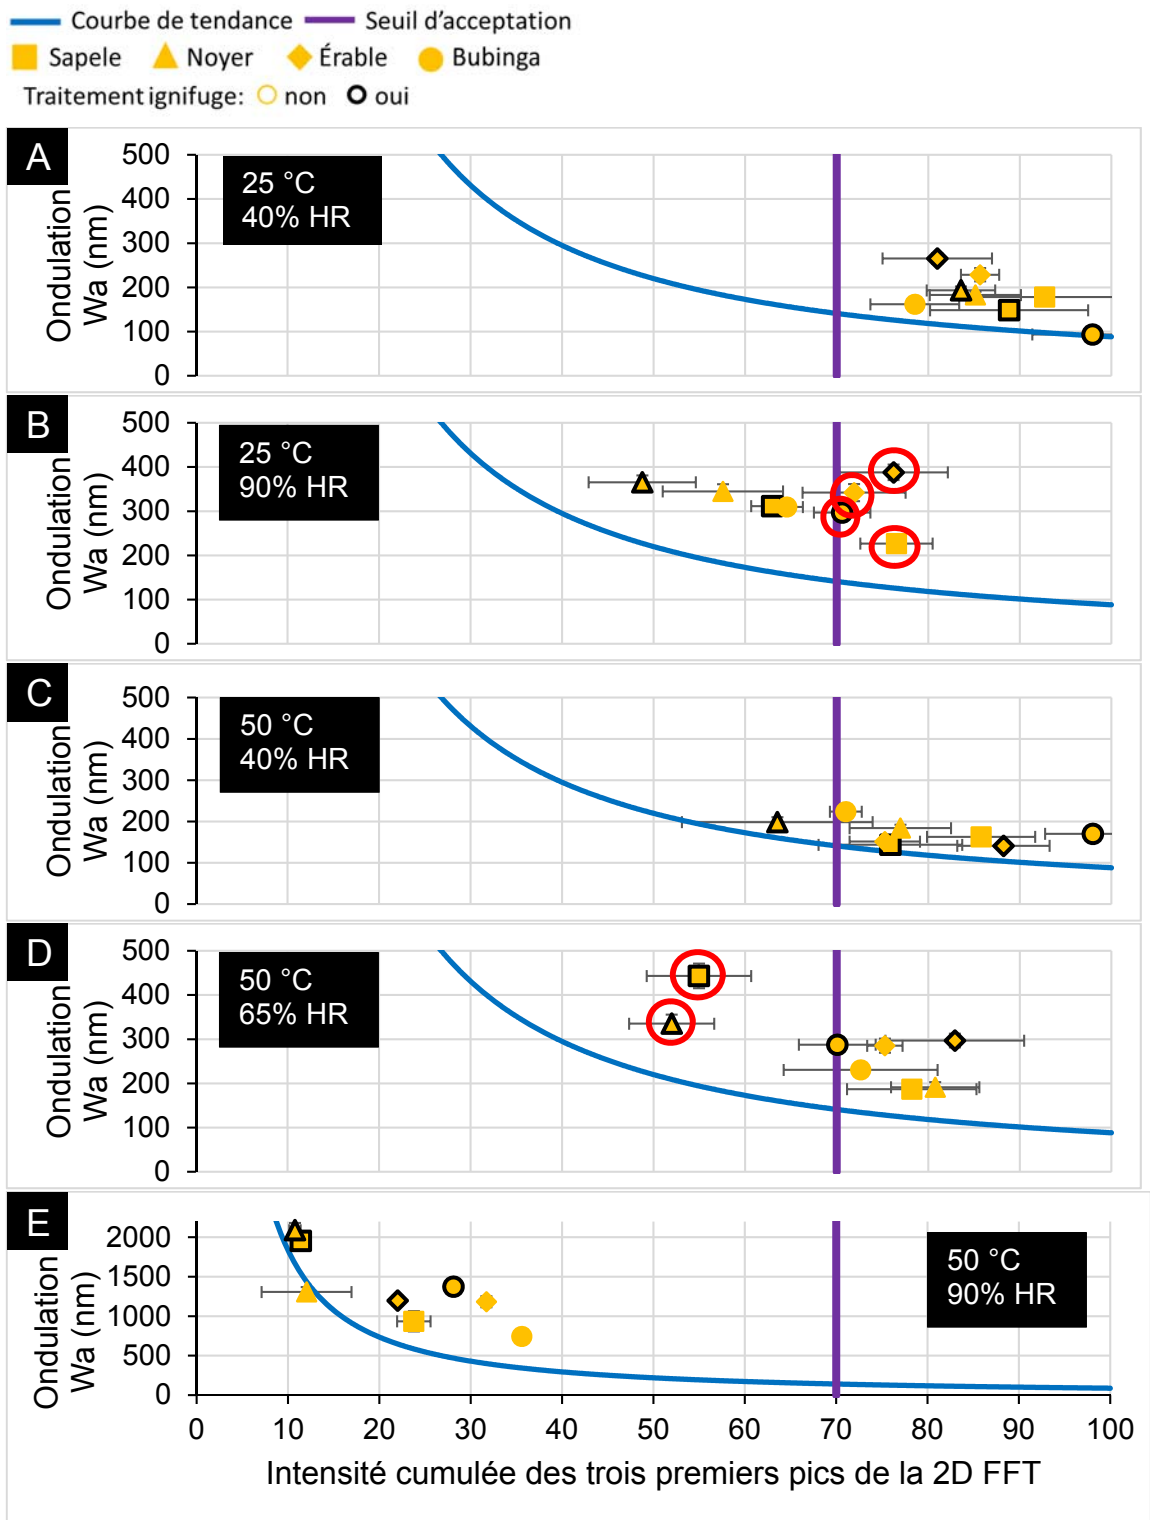 Courbe de tendance Seuil d'acceptation
Sapele Noyer Érable Bubinga
Traitement ignifuge: non oui
A
Ondulation
Wa (nm)
500
400
300
200
100
0
25 °C
40% HR
B
Ondulation
Wa (nm)
500
400
300
200
100
0
25 °C
90% HR
C
Ondulation
Wa (nm)
500
400
300
200
100
0
50 °C
40% HR
D
Ondulation
Wa (nm)
500
400
300
200
100
0
50 °C
65% HR
E
Ondulation
Wa (nm)
2000
1500
1000
500
0
50 °C
90% HR
0 10 20 30 40 50 60 70 80 90 100
Intensité cumulée des trois premiers pics de la 2D FFT